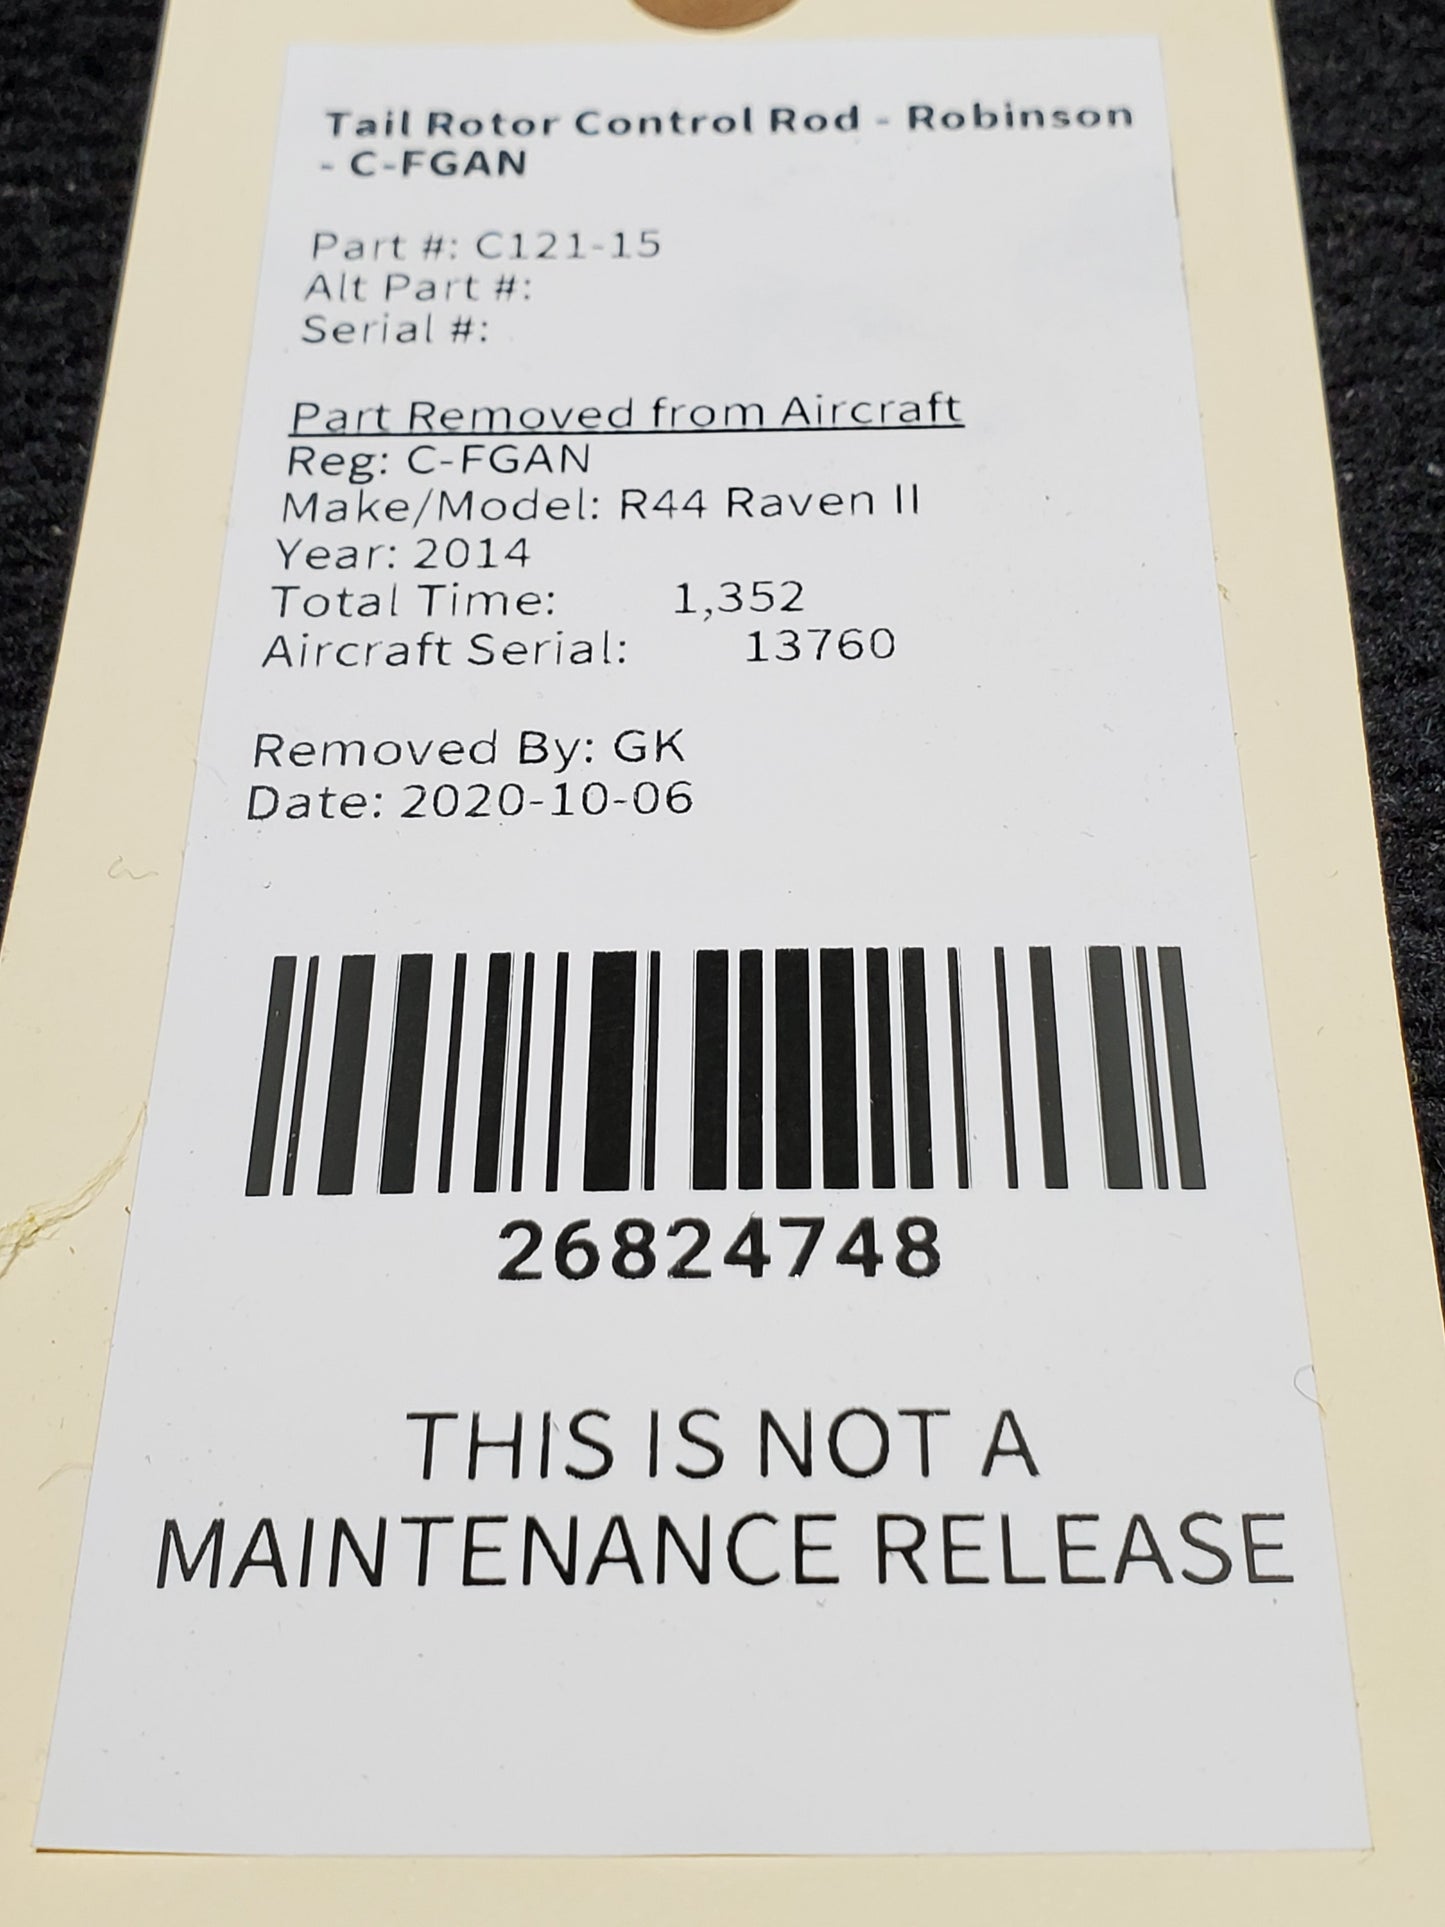 Tail Rotor Control Rod - Robinson
- C-FGAN
Part #: C121-15
Alt Part #:
Serial #:
Part Removed from Aircraft
Reg: C-FGAN
Make/Model: R44 Raven II
Year: 2014
Total Time: 1,352
Aircraft Serial: 13760
Removed By: GK
Date: 2020-10-06
26824748
THIS IS NOT A
MAINTENANCE RELEASE